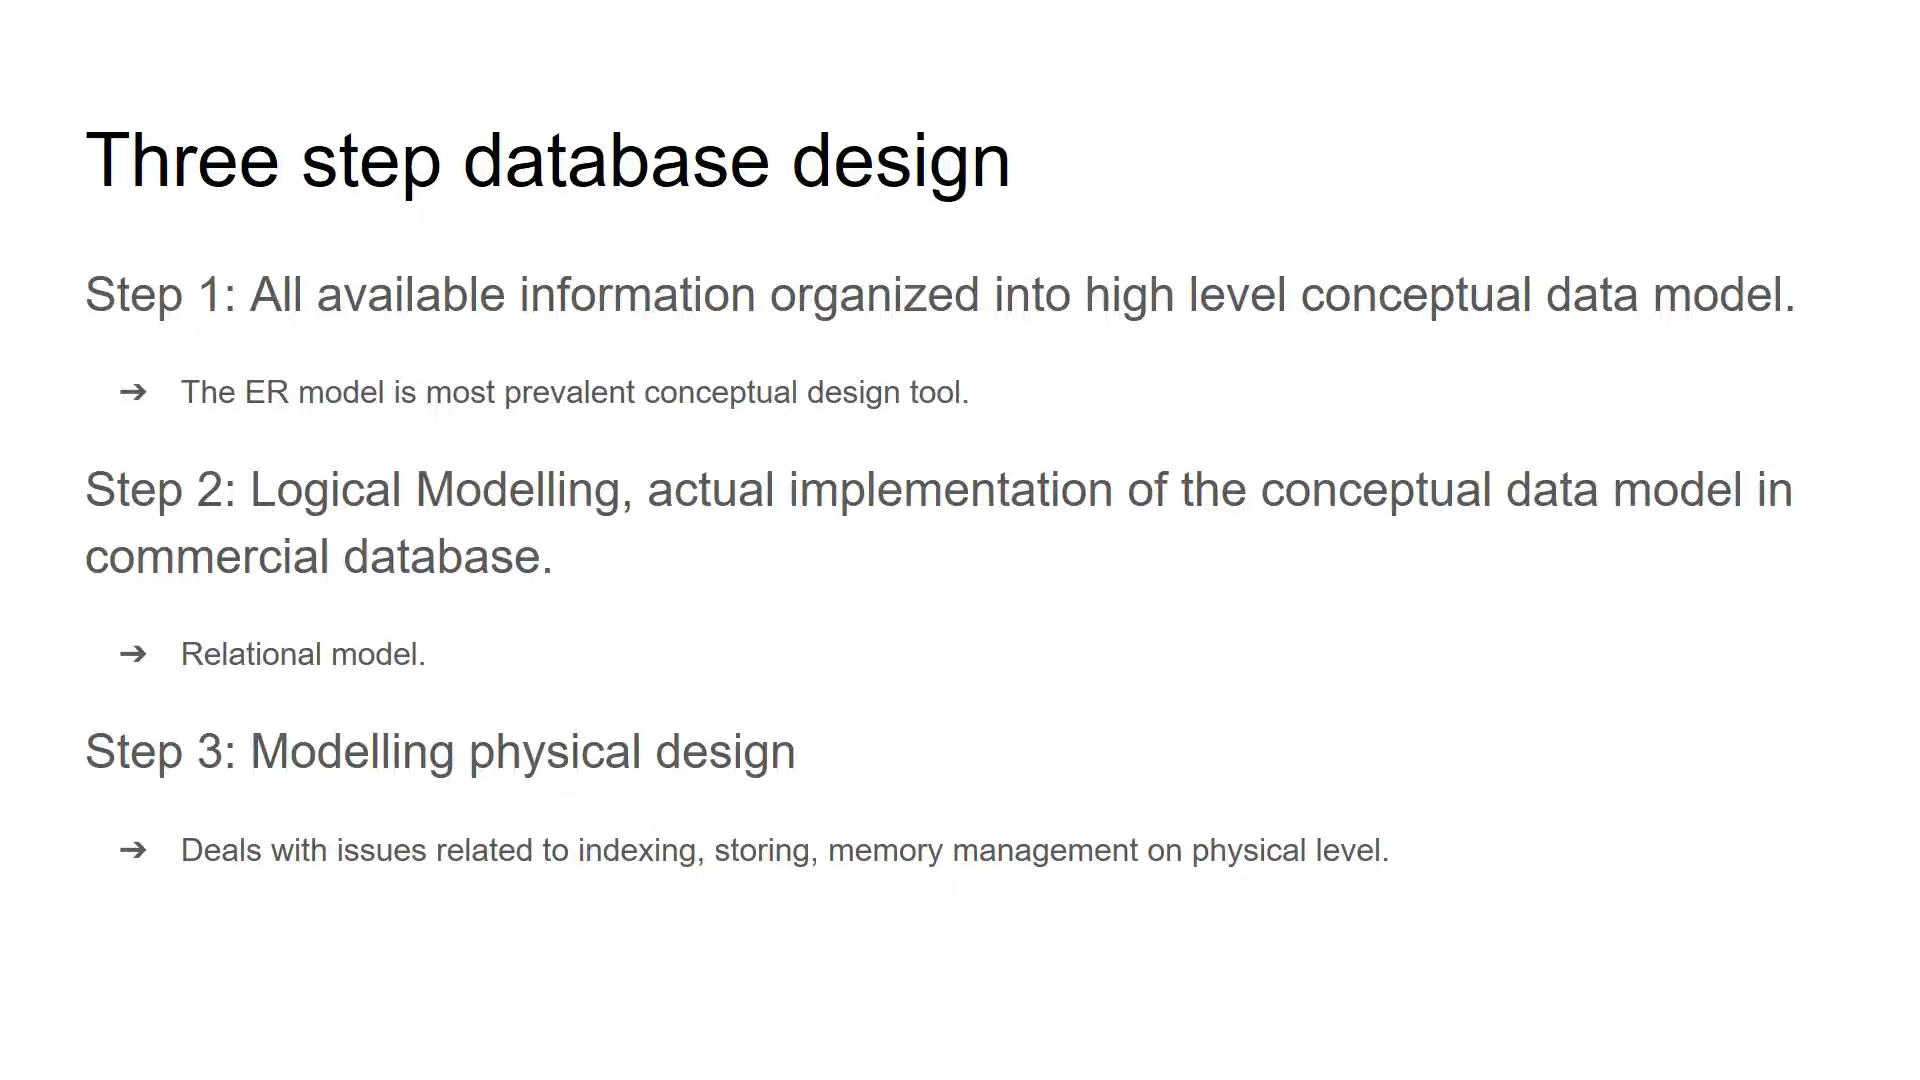 Three step database design
Step 1: All available information organized into high level conceptual data model.
➔ The ER model is most prevalent conceptual design tool.
Step 2: Logical Modelling, actual implementation of the conceptual data model in
commercial database.
➔ Relational model.
Step 3: Modelling physical design
➔ Deals with issues related to indexing, storing, memory management on physical level.